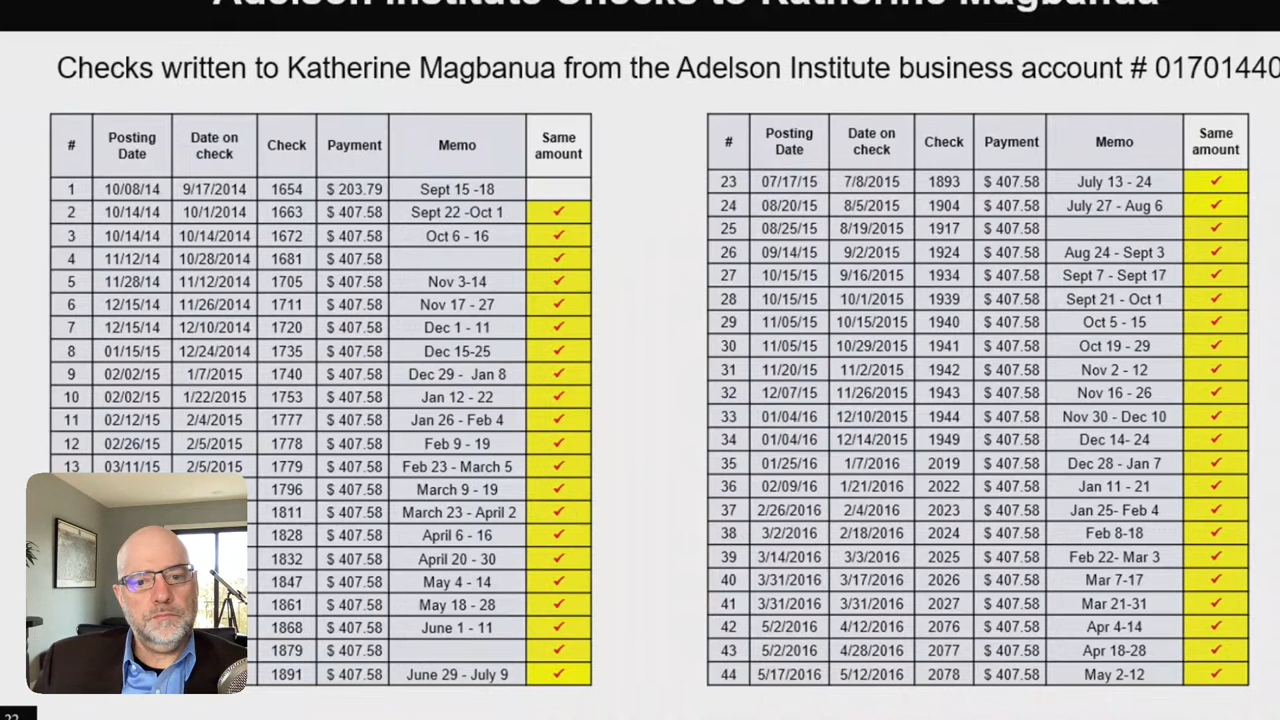 Adelson Institute Checks to Katherine Magbanua
Checks written to Katherine Magbanua from the Adelson Institute business account # 01701440
# Posting Date Date on check Check Payment Memo Same amount
1 10/08/14 9/17/2014 1654 $ 203.79 Sept 15 -18
2 10/14/14 10/1/2014 1663 $ 407.58 Sept 22 -Oct 1 ✓
3 10/14/14 10/14/2014 1672 $ 407.58 Oct 6 - 16 ✓
4 11/12/14 10/28/2014 1681 $ 407.58 ✓
5 11/28/14 11/12/2014 1705 $ 407.58 Nov 3-14 ✓
6 12/15/14 11/26/2014 1711 $ 407.58 Nov 17 - 27 ✓
7 12/15/14 12/10/2014 1720 $ 407.58 Dec 1 - 11 ✓
8 01/15/15 12/24/2014 1735 $ 407.58 Dec 15-25 ✓
9 02/02/15 1/7/2015 1740 $ 407.58 Dec 29 - Jan 8 ✓
10 02/02/15 1/22/2015 1753 $ 407.58 Jan 12 - 22 ✓
11 02/12/15 2/4/2015 1777 $ 407.58 Jan 26 - Feb 4 ✓
12 02/26/15 2/5/2015 1778 $ 407.58 Feb 9 - 19 ✓
13 03/11/15 2/5/2015 1779 $ 407.58 Feb 23 - March 5 ✓
1796 $ 407.58 March 9 - 19 ✓
1811 $ 407.58 March 23 - April 2 ✓
1828 $ 407.58 April 6 - 16 ✓
1832 $ 407.58 April 20 - 30 ✓
1847 $ 407.58 May 4 - 14 ✓
1861 $ 407.58 May 18 - 28 ✓
1868 $ 407.58 June 1 - 11 ✓
1879 $ 407.58 ✓
1891 $ 407.58 June 29 - July 9 ✓
# Posting Date Date on check Check Payment Memo Same amount
23 07/17/15 7/8/2015 1893 $ 407.58 July 13 - 24 ✓
24 08/20/15 8/5/2015 1904 $ 407.58 July 27 - Aug 6 ✓
25 08/25/15 8/19/2015 1917 $ 407.58 ✓
26 09/14/15 9/2/2015 1924 $ 407.58 Aug 24 - Sept 3 ✓
27 10/15/15 9/16/2015 1934 $ 407.58 Sept 7 - Sept 17 ✓
28 10/15/15 10/1/2015 1939 $ 407.58 Sept 21 - Oct 1 ✓
29 11/05/15 10/15/2015 1940 $ 407.58 Oct 5 - 15 ✓
30 11/05/15 10/29/2015 1941 $ 407.58 Oct 19 - 29 ✓
31 11/20/15 11/2/2015 1942 $ 407.58 Nov 2 - 12 ✓
32 12/07/15 11/26/2015 1943 $ 407.58 Nov 16 - 26 ✓
33 01/04/16 12/10/2015 1944 $ 407.58 Nov 30 - Dec 10 ✓
34 01/04/16 12/14/2015 1949 $ 407.58 Dec 14- 24 ✓
35 01/25/16 1/7/2016 2019 $ 407.58 Dec 28 - Jan 7 ✓
36 02/09/16 1/21/2016 2022 $ 407.58 Jan 11 - 21 ✓
37 2/26/2016 2/4/2016 2023 $ 407.58 Jan 25- Feb 4 ✓
38 3/2/2016 2/18/2016 2024 $ 407.58 Feb 8-18 ✓
39 3/14/2016 3/3/2016 2025 $ 407.58 Feb 22- Mar 3 ✓
40 3/31/2016 3/17/2016 2026 $ 407.58 Mar 7-17 ✓
41 3/31/2016 3/31/2016 2027 $ 407.58 Mar 21-31 ✓
42 5/2/2016 4/12/2016 2076 $ 407.58 Apr 4-14 ✓
43 5/2/2016 4/28/2016 2077 $ 407.58 Apr 18-28 ✓
44 5/17/2016 5/12/2016 2078 $ 407.58 May 2-12 ✓